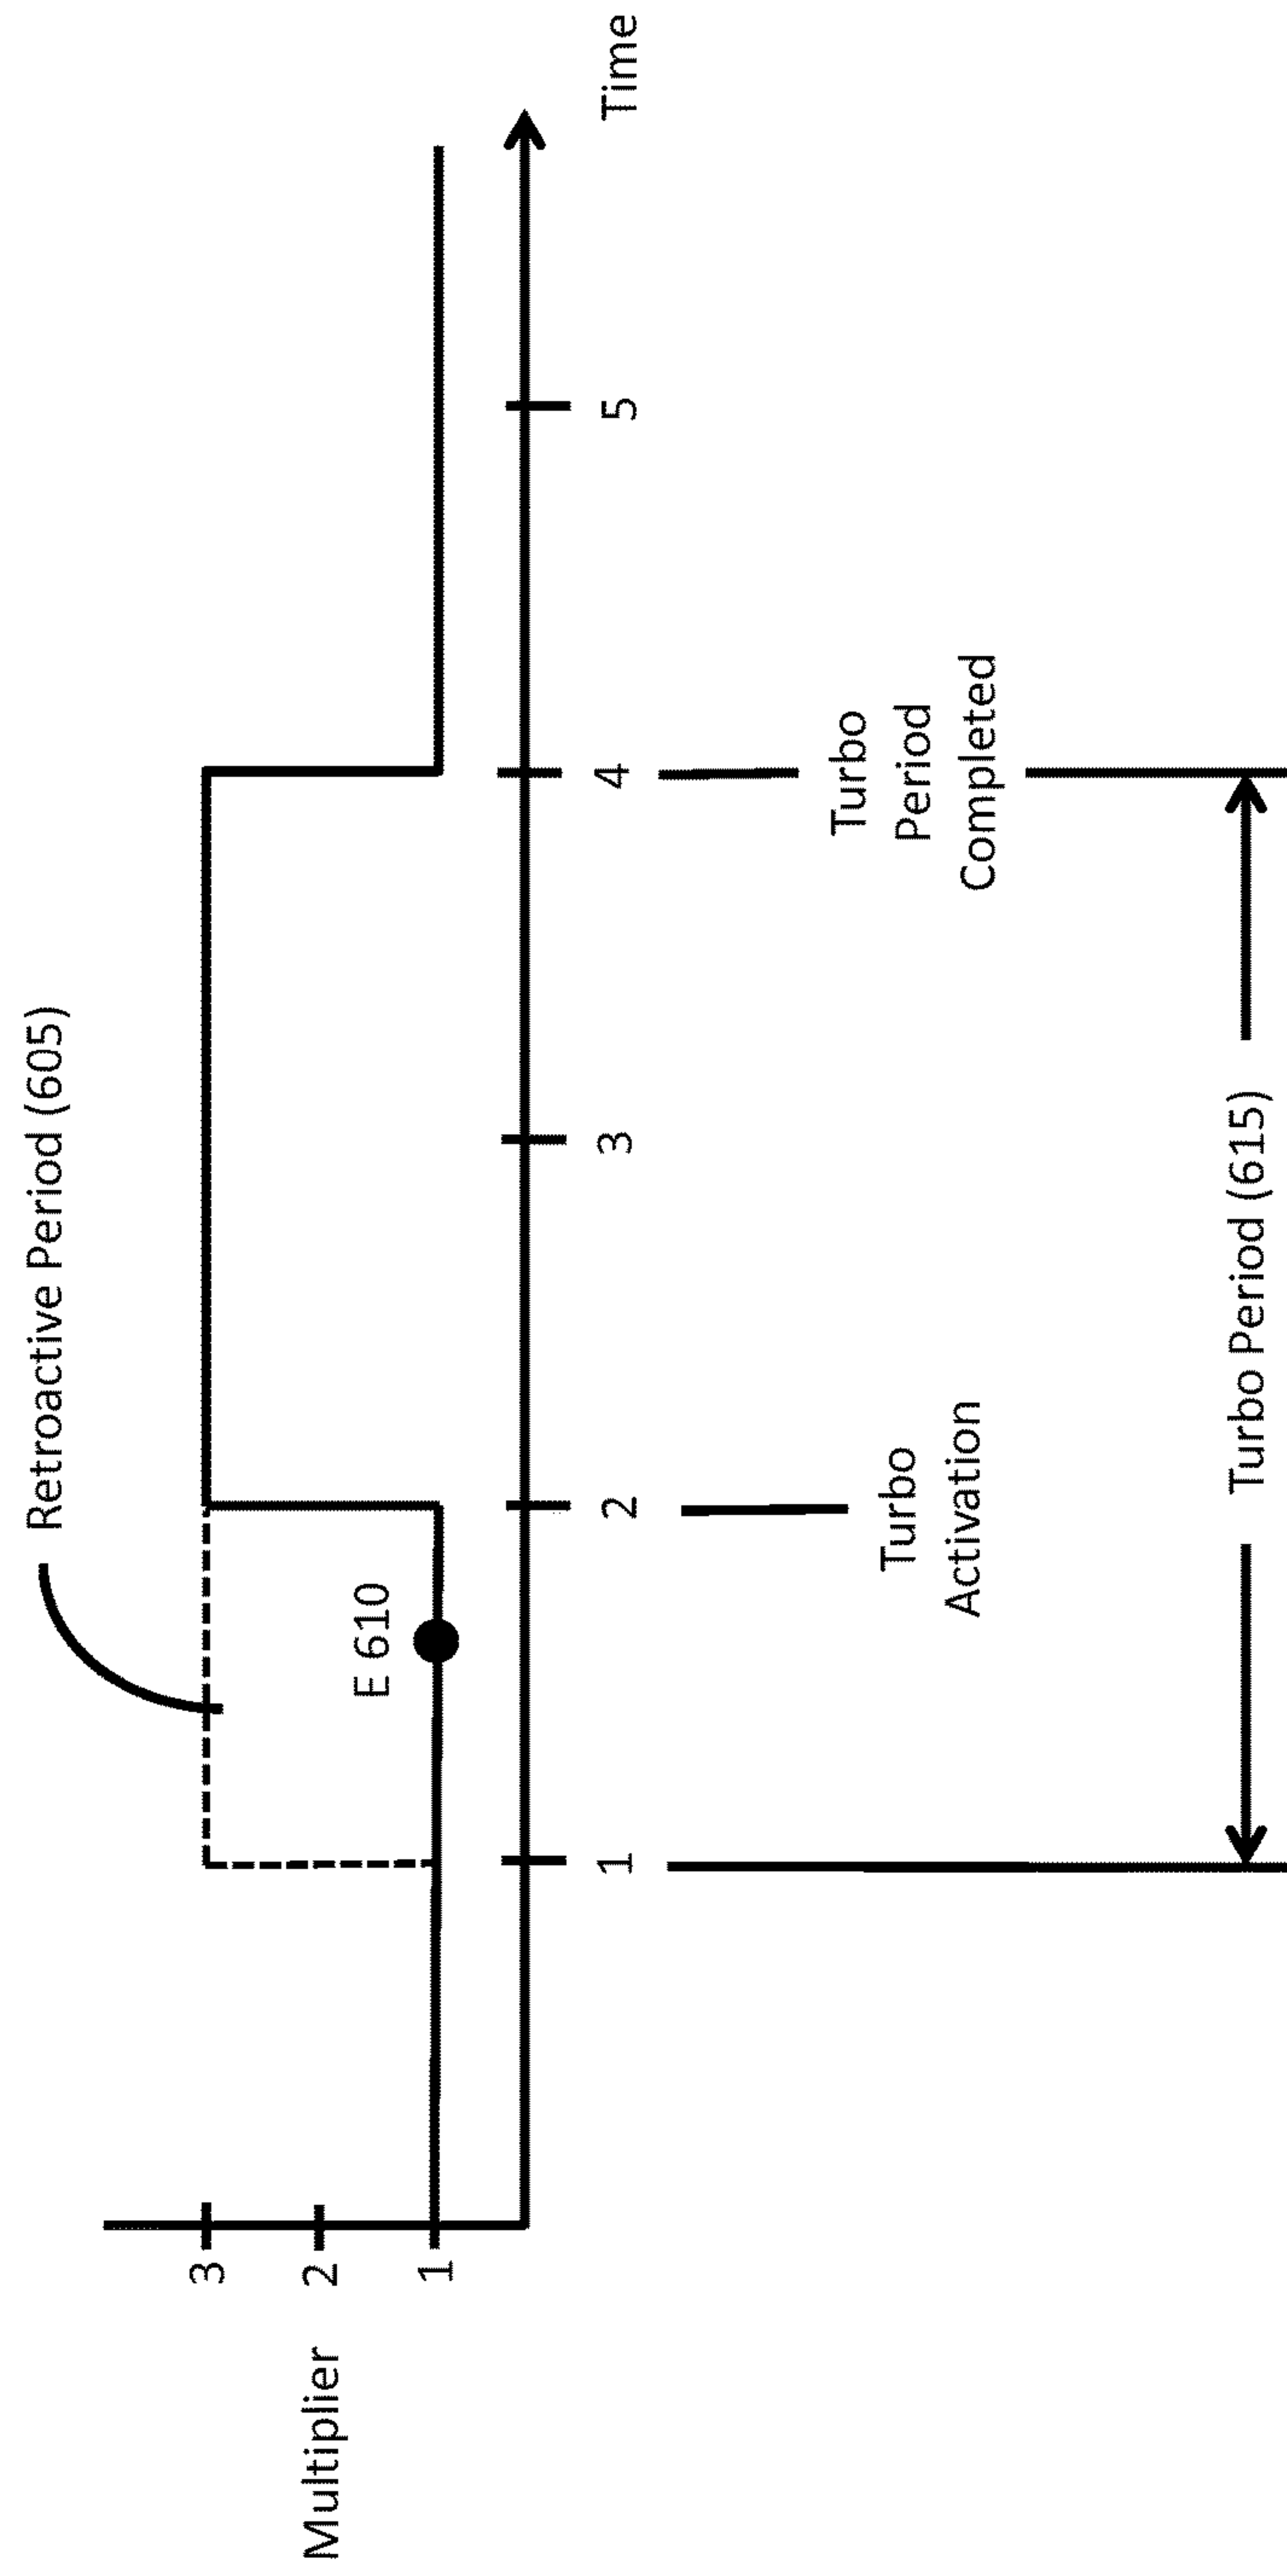 Retroactive Period (605)
3
2
1
Multiplier
E 610
Time
1
2
3
4
5
Turbo
Activation
Turbo
Period
Completed
Turbo Period (615)